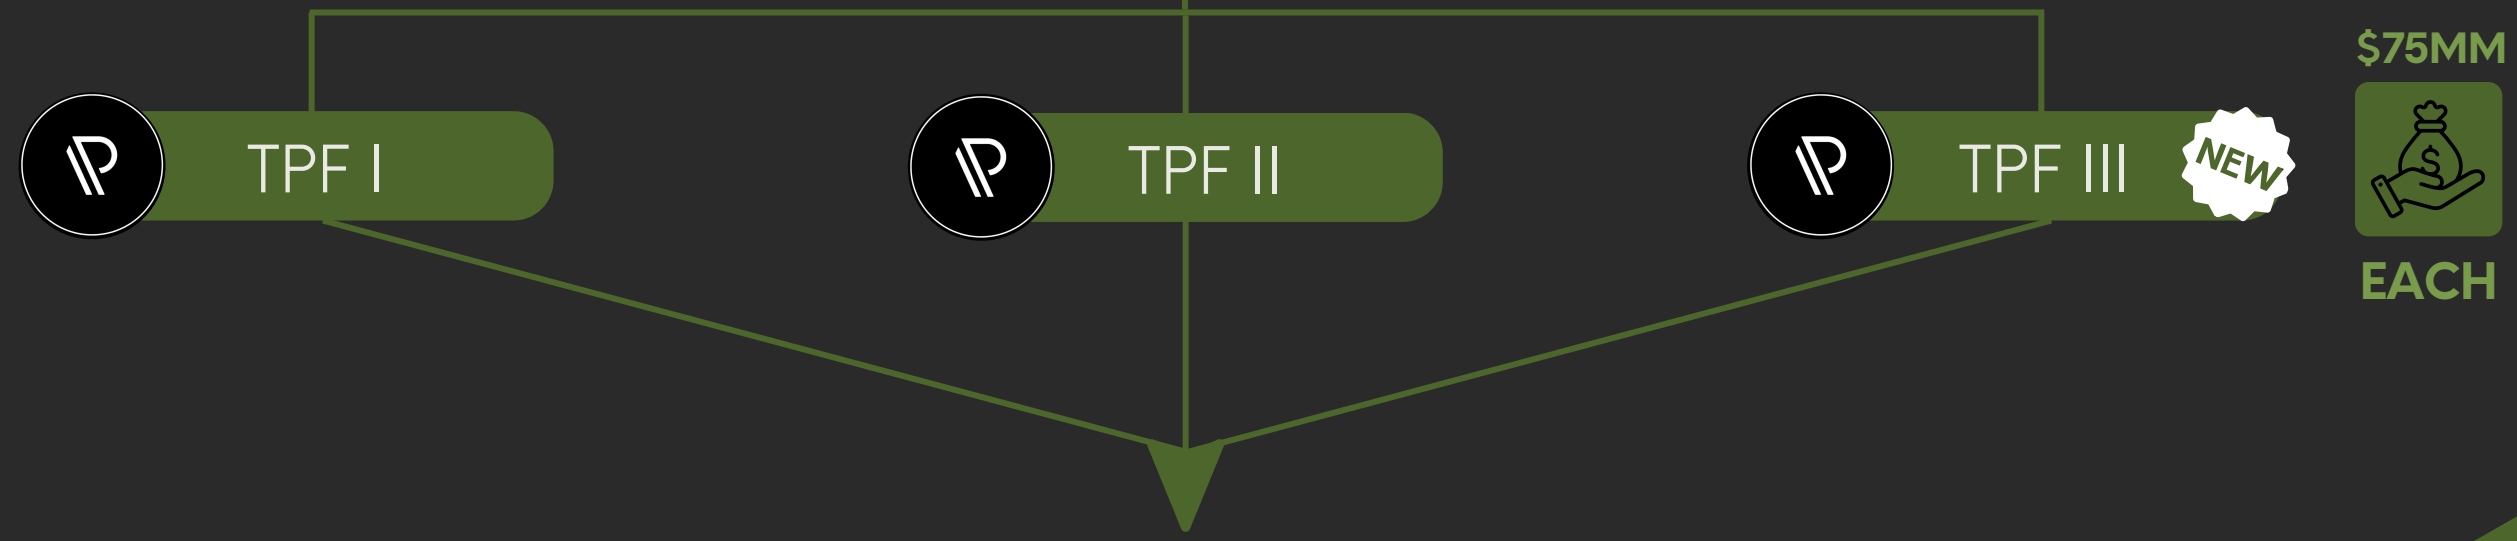 TPF I
TPF II
TPF III
NEW
$75MM
EACH